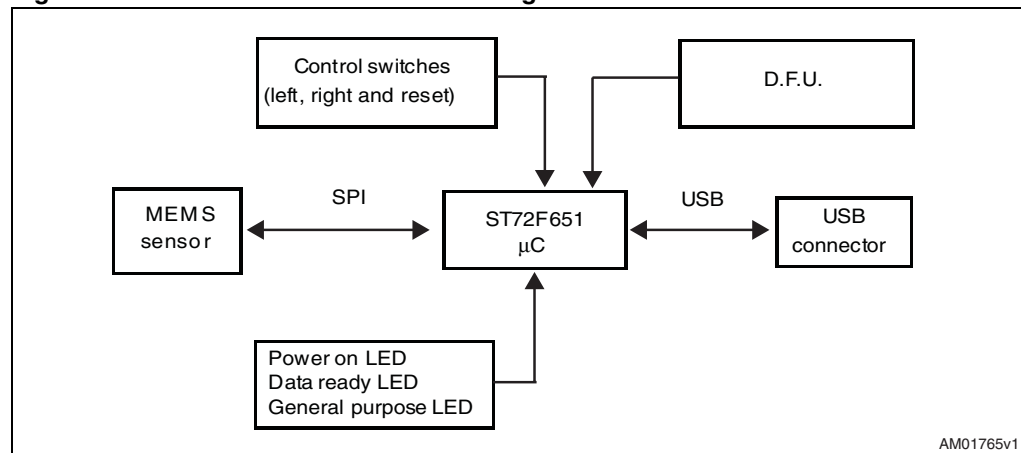 Control switches
(left, right and reset)
D.F.U.
MEMS
sensor
SPI
ST72F651
µC
USB
USB
connector
Power on LED
Data ready LED
General purpose LED
AM01765v1